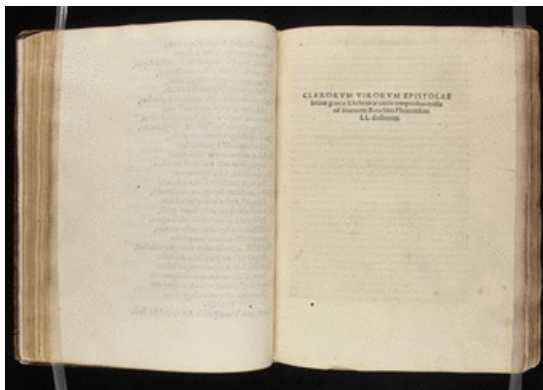 CLARORVM VIRORVM EPISTOLAE
latinae graecae & hebraicae variis temporibus missae
ad Ioannem Reuchlin Phorcensem
LL. doctorem